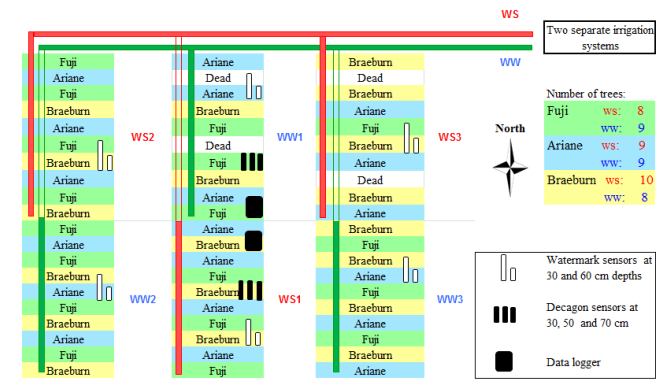 WS
WW
Two separate irrigation
systems
Fuji
Ariane
Fuji
Braeburn
Ariane
Fuji
Braeburn
Ariane
Fuji
Braeburn
Fuji
Ariane
Fuji
Braeburn
Ariane
Fuji
Braeburn
Ariane
Fuji
Braeburn
WS2
WW2
Ariane
Dead
Ariane
Braeburn
Fuji
Dead
Fuji
Braeburn
Ariane
Fuji
Ariane
Braeburn
Ariane
Fuji
Braeburn
Ariane
Fuji
Braeburn
Ariane
Fuji
WW1
WS1
Braeburn
Dead
Braeburn
Ariane
Fuji
Braeburn
Ariane
Dead
Braeburn
Ariane
Braeburn
Fuji
Braeburn
Ariane
Fuji
Braeburn
Ariane
Fuji
Braeburn
Ariane
WS3
WW3
North
Number of trees:
Fuji ws: 8
ww: 9
Ariane ws: 9
ww: 9
Braeburn ws: 10
ww: 8
Watermark sensors at
30 and 60 cm depths
Decagon sensors at
30, 50 and 70 cm
Data logger